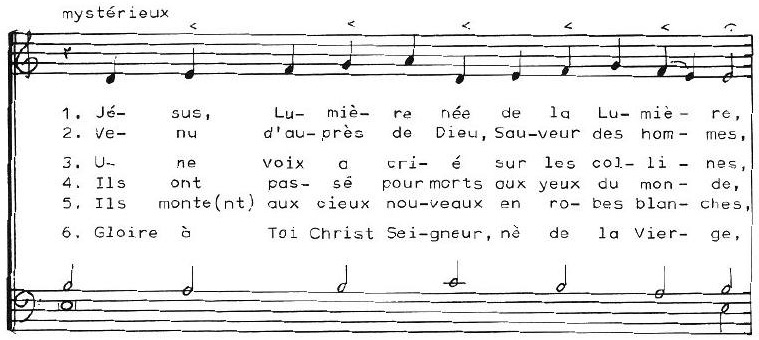 mystérieux
1. Jé- sus, Lu- miè- re née de la Lu- miè- re,
2. Ve- nu d'au-près de Dieu, Sau-veur des hom- mes,
3. U- ne voix a cri- é sur les col- li- nes,
4. Ils ont pas- sé pour morts aux yeux du mon- de,
5. Ils monte(nt) aux cieux nou-veaux en ro- bes blan- ches,
6. Gloire à Toi Christ Sei-gneur, nè de la Vier- ge,